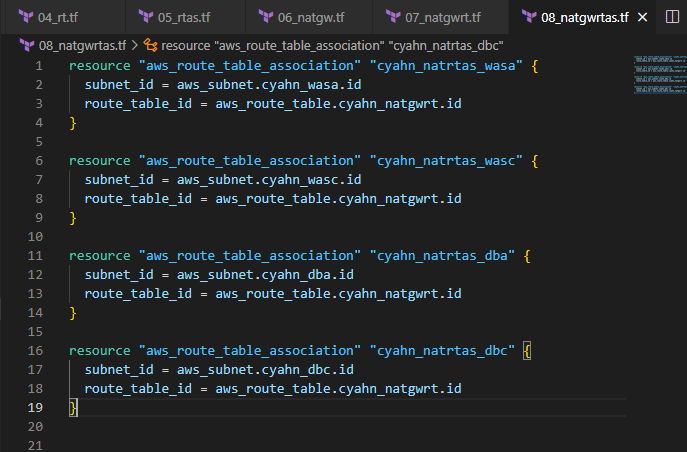 04_rt.tf 05_rtas.tf 06_natgw.tf 07_natgwrt.tf 08_natgwrtas.tf
08_natgwrtas.tf > resource "aws_route_table_association" "cyahn_natrtas_dbc"
1 resource "aws_route_table_association" "cyahn_natrtas_wasa" {
2   subnet_id = aws_subnet.cyahn_wasa.id
3   route_table_id = aws_route_table.cyahn_natgwrt.id
4 }
5
6 resource "aws_route_table_association" "cyahn_natrtas_wasc" {
7   subnet_id = aws_subnet.cyahn_wasc.id
8   route_table_id = aws_route_table.cyahn_natgwrt.id
9 }
10
11 resource "aws_route_table_association" "cyahn_natrtas_dba" {
12   subnet_id = aws_subnet.cyahn_dba.id
13   route_table_id = aws_route_table.cyahn_natgwrt.id
14 }
15
16 resource "aws_route_table_association" "cyahn_natrtas_dbc" {
17   subnet_id = aws_subnet.cyahn_dbc.id
18   route_table_id = aws_route_table.cyahn_natgwrt.id
19 }
20
21